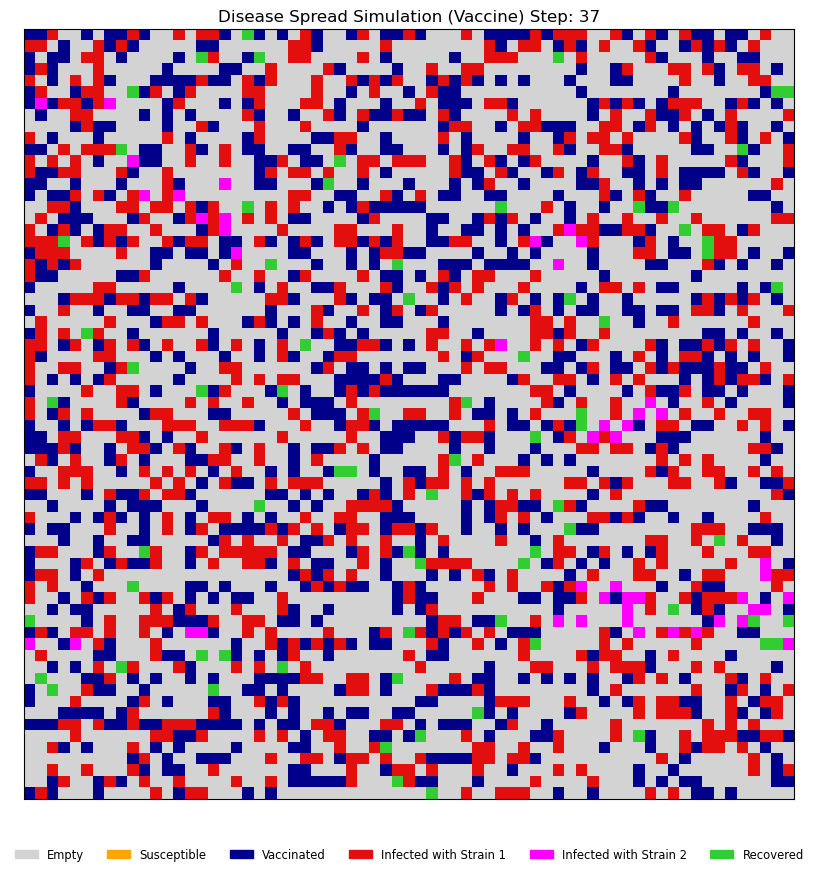 Disease Spread Simulation (Vaccine) Step: 37
Empty Susceptible Vaccinated Infected with Strain 1 Infected with Strain 2 Recovered